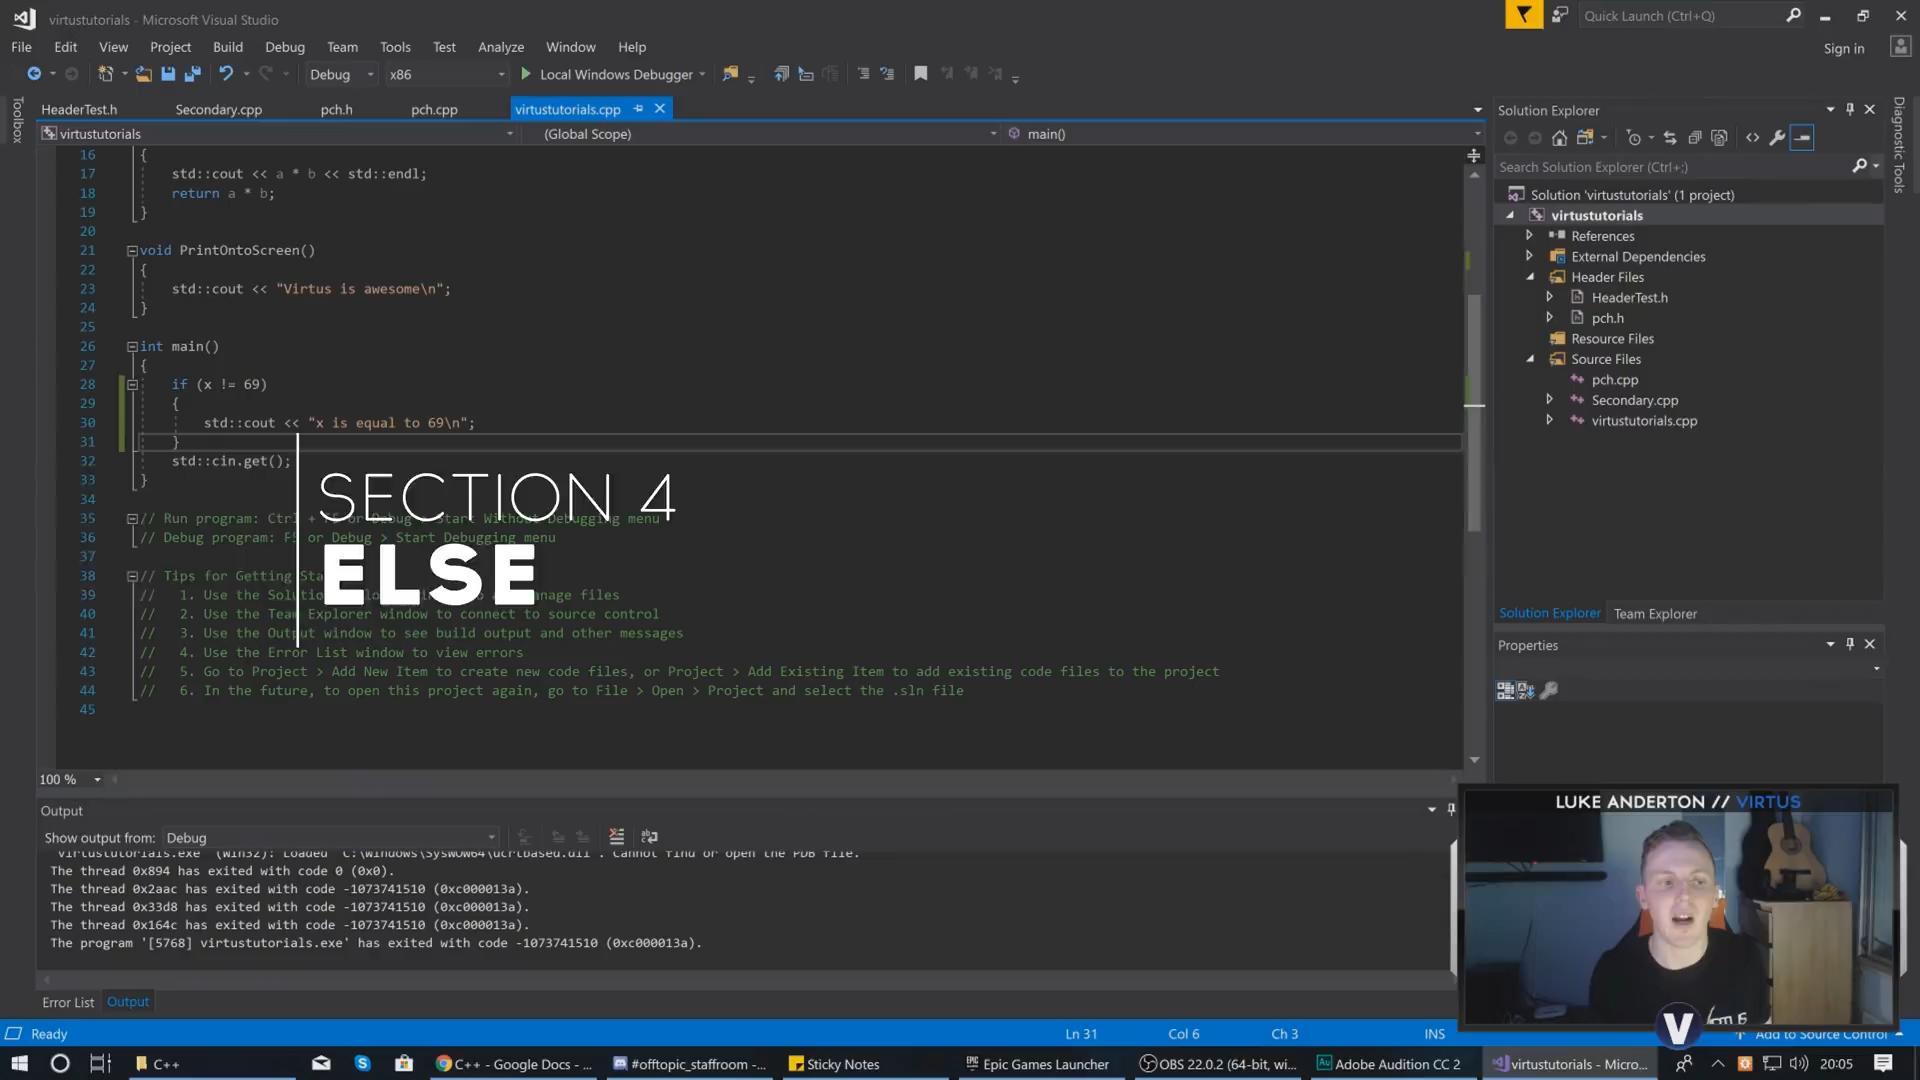 virtustutorials - Microsoft Visual Studio
Quick Launch (Ctrl+Q)
File Edit View Project Build Debug Team Tools Test Analyze Window Help
Sign in
Debug x86 Local Windows Debugger
Toolbox
HeaderTest.h Secondary.cpp pch.h pch.cpp virtustutorials.cpp
virtustutorials (Global Scope) main()
16 {
17 std::cout << a * b << std::endl;
18 return a * b;
19 }
20
21 void PrintOntoScreen()
22 {
23 std::cout << "Virtus is awesome\n";
24 }
25
26 int main()
27 {
28 if (x != 69)
29 {
30 std::cout << "x is equal to 69\n";
31 }
32 std::cin.get();
33 }
34
SECTION 4
ELSE
35 // Run program: Ctrl + F5 or Debug > Start Without Debugging menu
36 // Debug program: F5 or Debug > Start Debugging menu
37
38 // Tips for Getting Sta
39 // 1. Use the Solution manage files
40 // 2. Use the Team Explorer window to connect to source control
41 // 3. Use the Output window to see build output and other messages
42 // 4. Use the Error List window to view errors
43 // 5. Go to Project > Add New Item to create new code files, or Project > Add Existing Item to add existing code files to the project
44 // 6. In the future, to open this project again, go to File > Open > Project and select the .sln file
45
100 %
Solution Explorer
Search Solution Explorer (Ctrl+;)
Solution 'virtustutorials' (1 project)
virtustutorials
References
External Dependencies
Header Files
HeaderTest.h
pch.h
Resource Files
Source Files
pch.cpp
Secondary.cpp
virtustutorials.cpp
Solution Explorer Team Explorer
Properties
Diagnostic Tools
Output
Show output from: Debug
'virtustutorials.exe' (Win32): Loaded 'C:\Windows\SysWOW64\ucrtbased.dll'. Cannot find or open the PDB file.
The thread 0x894 has exited with code 0 (0x0).
The thread 0x2aac has exited with code -1073741510 (0xc000013a).
The thread 0x33d8 has exited with code -1073741510 (0xc000013a).
The thread 0x164c has exited with code -1073741510 (0xc000013a).
The program '[5768] virtustutorials.exe' has exited with code -1073741510 (0xc000013a).
Error List Output
LUKE ANDERTON // VIRTUS
V
Ready Ln 31 Col 6 Ch 3 INS Add to Source Control
C++ C++ - Google Docs - ... #offtopic_staffroom -... Sticky Notes Epic Games Launcher OBS 22.0.2 (64-bit, wi... Adobe Audition CC 2 virtustutorials - Micro... 20:05